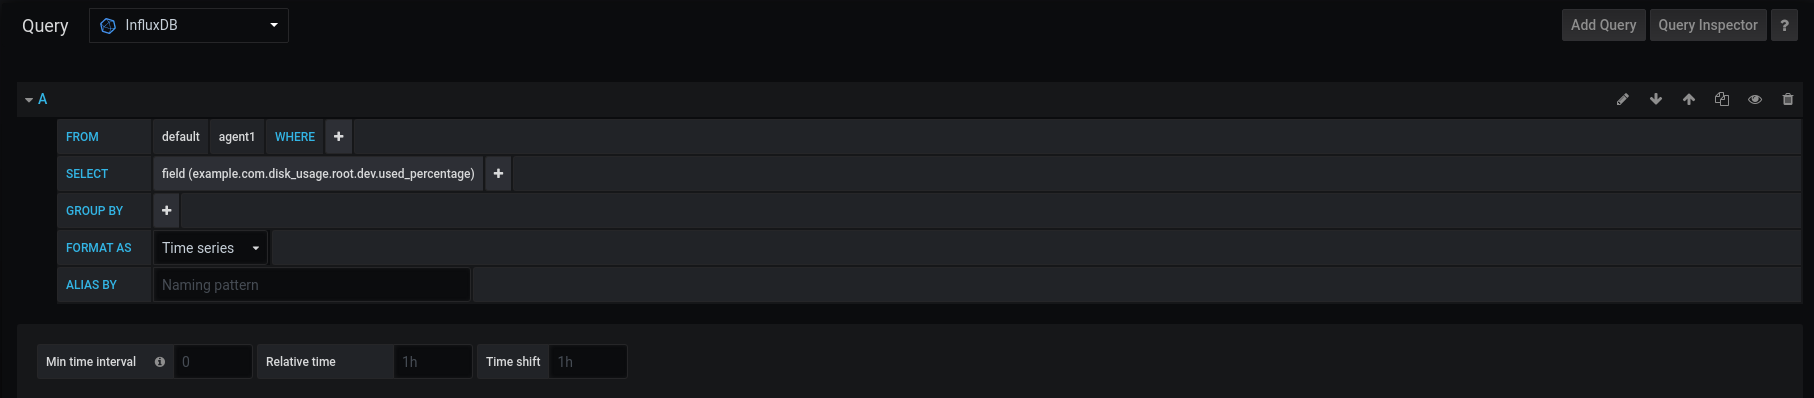 Query InfluxDB Add Query Query Inspector ?
A
FROM default agent1 WHERE +
SELECT field (example.com.disk_usage.root.dev.used_percentage) +
GROUP BY +
FORMAT AS Time series
ALIAS BY Naming pattern
Min time interval 0 Relative time 1h Time shift 1h